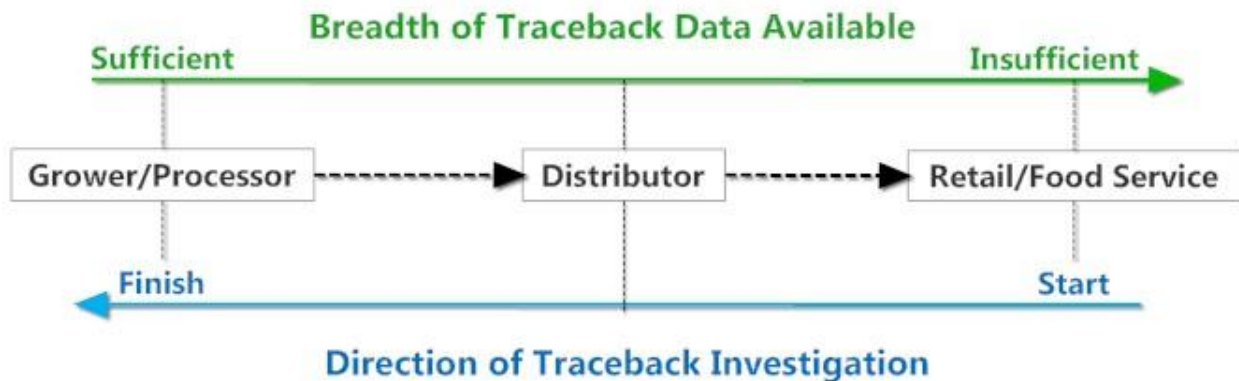 Breadth of Traceback Data Available
Sufficient Insufficient
Grower/Processor Distributor Retail/Food Service
Finish Start
Direction of Traceback Investigation